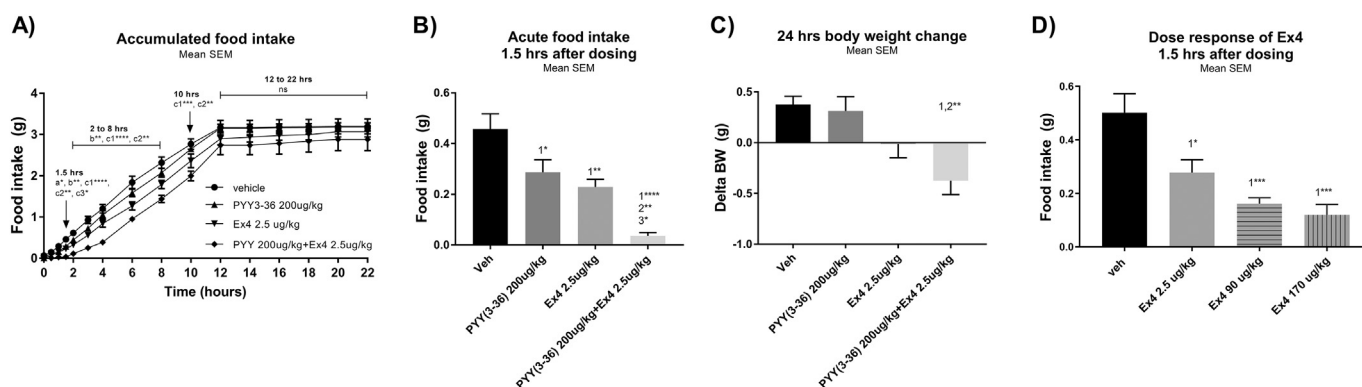 A)
Accumulated food intake
Mean SEM
Food intake (g)
4
3
2
1
0
12 to 22 hrs
ns
10 hrs
c1***, c2**
2 to 8 hrs
b**, c1****, c2**
1.5 hrs
a*, b**, c1****,
c2**, c3*
vehicle
PYY3-36 200ug/kg
Ex4 2.5 ug/kg
PYY 200ug/kg+Ex4 2.5ug/kg
0 2 4 6 8 10 12 14 16 18 20 22
Time (hours)
B)
Acute food intake
1.5 hrs after dosing
Mean SEM
Food intake (g)
0.6
0.4
0.2
0.0
1*
1**
1****
2**
3*
Veh
PYY(3-36) 200ug/kg
Ex4 2.5ug/kg
PYY(3-36) 200ug/kg+Ex4 2.5ug/kg
C)
24 hrs body weight change
Mean SEM
Delta BW (g)
0.5
0.0
-0.5
-1.0
1,2**
Veh
PYY(3-36) 200ug/kg
Ex4 2.5ug/kg
PYY(3-36) 200ug/kg+Ex4 2.5ug/kg
D)
Dose response of Ex4
1.5 hrs after dosing
Mean SEM
Food intake (g)
0.6
0.4
0.2
0.0
1*
1***
1***
veh
Ex4 2.5 ug/kg
Ex4 90 ug/kg
Ex4 170 ug/kg